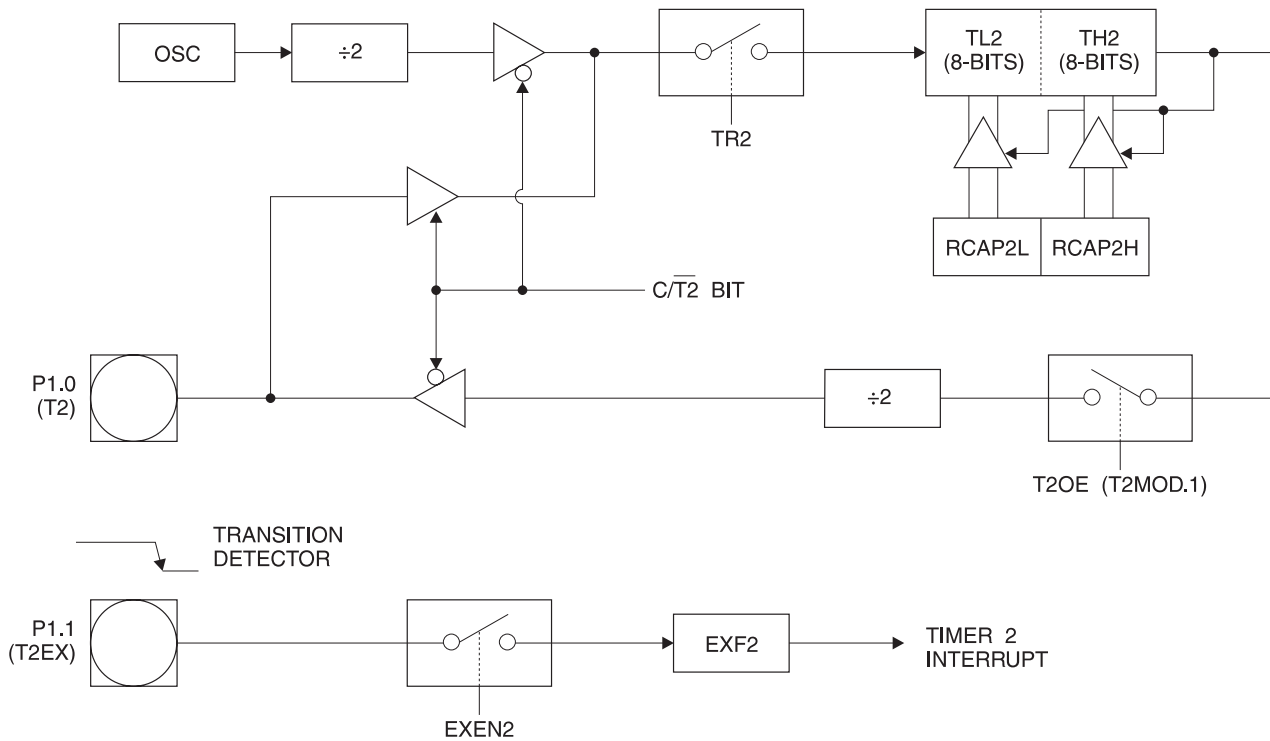 OSC
÷2
TR2
TL2
(8-BITS)
TH2
(8-BITS)
RCAP2L
RCAP2H
C/T̅2̅ BIT
P1.0
(T2)
÷2
T2OE (T2MOD.1)
TRANSITION
DETECTOR
P1.1
(T2EX)
EXEN2
EXF2
TIMER 2
INTERRUPT